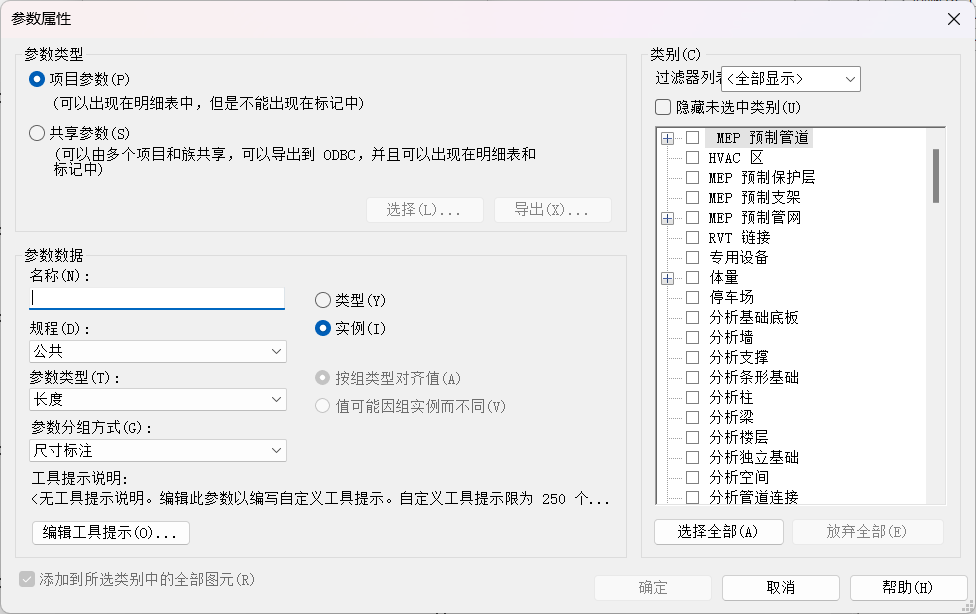 参数属性
参数类型
项目参数(P)
(可以出现在明细表中，但是不能出现在标记中)
共享参数(S)
(可以由多个项目和族共享，可以导出到 ODBC，并且可以出现在明细表和
标记中)
选择(L)...
导出(X)...
参数数据
名称(N)：
类型(Y)
规程(D)：
实例(I)
公共
参数类型(T)：
按组类型对齐值(A)
长度
值可能因组实例而不同(V)
参数分组方式(G)：
尺寸标注
工具提示说明:
<无工具提示说明。编辑此参数以编写自定义工具提示。自定义工具提示限为 250 个...
编辑工具提示(O)...
添加到所选类别中的全部图元(R)
类别(C)
过滤器列表
<全部显示>
隐藏未选中类别(U)
MEP 预制管道
HVAC 区
MEP 预制保护层
MEP 预制支架
MEP 预制管网
RVT 链接
专用设备
体量
停车场
分析基础底板
分析墙
分析支撑
分析条形基础
分析柱
分析梁
分析楼层
分析独立基础
分析空间
分析管道连接
选择全部(A)
放弃全部(E)
确定
取消
帮助(H)